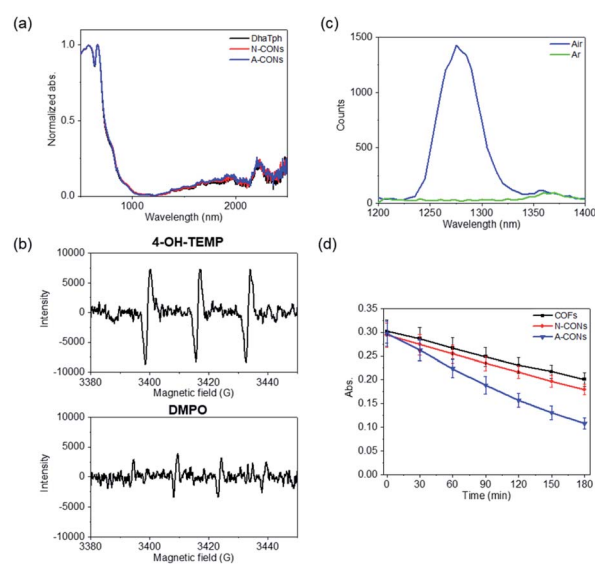 (a)
DhaTph
N-CONs
A-CONs
1.0
0.5
0.0
Normalized abs.
1000
2000
Wavelength (nm)
(b)
4-OH-TEMP
10000
5000
0
-5000
-10000
Intensity
3380
3400
3420
3440
Magnetic field (G)
DMPO
10000
5000
0
-5000
-10000
Intensity
3380
3400
3420
3440
Magnetic field (G)
(c)
Air
Ar
1500
1000
500
0
Counts
1200
1250
1300
1350
1400
Wavelength (nm)
(d)
COFs
N-CONs
A-CONs
0.35
0.30
0.25
0.20
0.15
0.10
0.05
0.00
Abs.
0
30
60
90
120
150
180
Time (min)